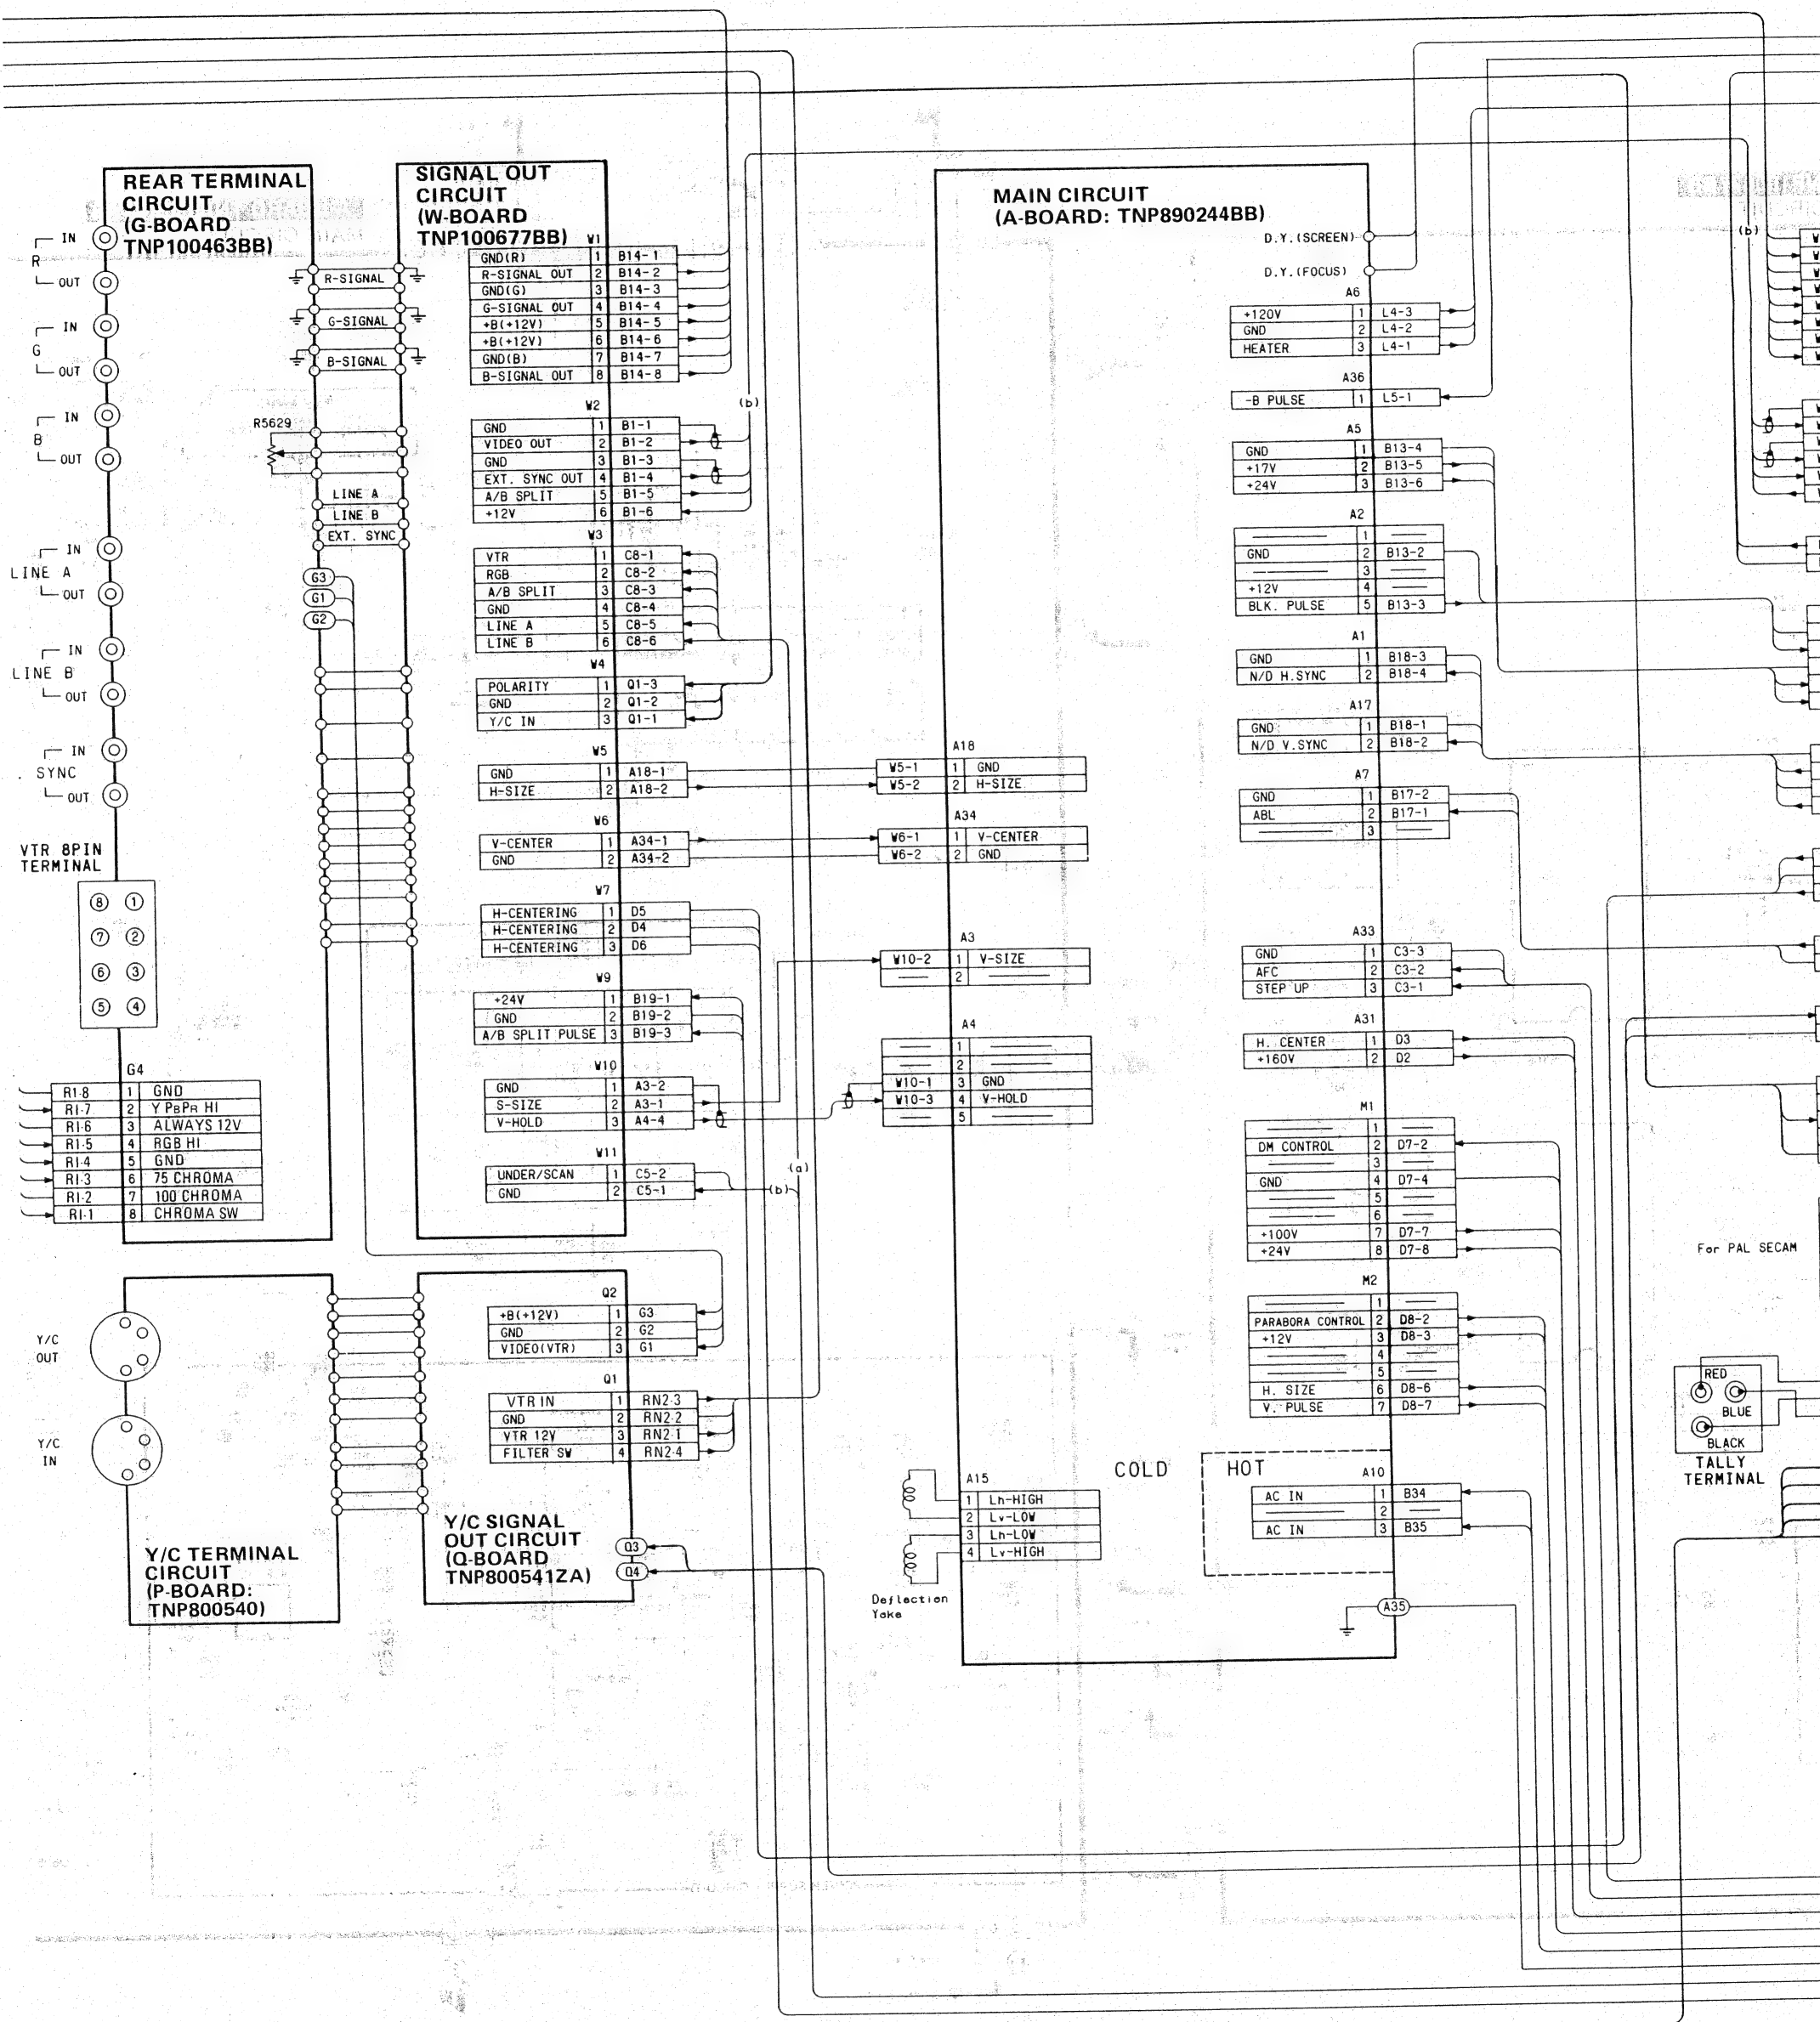 REAR TERMINAL
CIRCUIT
(G-BOARD
TNP100463BB)
IN
R
OUT
IN
G
OUT
IN
B
OUT
IN
LINE A
OUT
IN
LINE B
OUT
IN
SYNC
OUT
VTR 8PIN
TERMINAL
8 1
7 2
6 3
5 4
R-SIGNAL
G-SIGNAL
B-SIGNAL
R5629
LINE A
LINE B
EXT. SYNC
G3
G1
G2
G4
R1-8 1 GND
R1-7 2 Y PBPR HI
R1-6 3 ALWAYS 12V
R1-5 4 RGB HI
R1-4 5 GND
R1-3 6 75 CHROMA
R1-2 7 100 CHROMA
R1-1 8 CHROMA SW
SIGNAL OUT
CIRCUIT
(W-BOARD
TNP100677BB)
W1
GND(R) 1 B14-1
R-SIGNAL OUT 2 B14-2
GND(G) 3 B14-3
G-SIGNAL OUT 4 B14-4
+B(+12V) 5 B14-5
+B(+12V) 6 B14-6
GND(B) 7 B14-7
B-SIGNAL OUT 8 B14-8
(b)
W2
GND 1 B1-1
VIDEO OUT 2 B1-2
GND 3 B1-3
EXT. SYNC OUT 4 B1-4
A/B SPLIT 5 B1-5
+12V 6 B1-6
W3
VTR 1 C8-1
RGB 2 C8-2
A/B SPLIT 3 C8-3
GND 4 C8-4
LINE A 5 C8-5
LINE B 6 C8-6
W4
POLARITY 1 Q1-3
GND 2 Q1-2
Y/C IN 3 Q1-1
W5
GND 1 A18-1
H-SIZE 2 A18-2
W6
V-CENTER 1 A34-1
GND 2 A34-2
W7
H-CENTERING 1 D5
H-CENTERING 2 D4
H-CENTERING 3 D6
W9
+24V 1 B19-1
GND 2 B19-2
A/B SPLIT PULSE 3 B19-3
W10
GND 1 A3-2
S-SIZE 2 A3-1
V-HOLD 3 A4-4
W11
UNDER/SCAN 1 C5-2
GND 2 C5-1
(a)
(b)
Y/C
OUT
Y/C
IN
Y/C TERMINAL
CIRCUIT
(P-BOARD:
TNP800540)
Q2
+B(+12V) 1 G3
GND 2 G2
VIDEO(VTR) 3 G1
Q1
VTR IN 1 RN2-3
GND 2 RN2-2
VTR 12V 3 RN2-1
FILTER SW 4 RN2-4
Y/C SIGNAL
OUT CIRCUIT
(Q-BOARD
TNP800541ZA)
Q3
Q4
MAIN CIRCUIT
(A-BOARD: TNP890244BB)
D.Y.(SCREEN)
D.Y.(FOCUS)
A6
+120V 1 L4-3
GND 2 L4-2
HEATER 3 L4-1
A36
-B PULSE 1 L5-1
A5
GND 1 B13-4
+17V 2 B13-5
+24V 3 B13-6
A2
1
GND 2 B13-2
3
+12V 4
BLK. PULSE 5 B13-3
A1
GND 1 B18-3
N/D H.SYNC 2 B18-4
A17
GND 1 B18-1
N/D V.SYNC 2 B18-2
A7
GND 1 B17-2
ABL 2 B17-1
3
A18
W5-1 1 GND
W5-2 2 H-SIZE
A34
W6-1 1 V-CENTER
W6-2 2 GND
A3
W10-2 1 V-SIZE
2
A4
1
2
W10-1 3 GND
W10-3 4 V-HOLD
5
A33
GND 1 C3-3
AFC 2 C3-2
STEP UP 3 C3-1
A31
H. CENTER 1 D3
+160V 2 D2
M1
1
DM CONTROL 2 D7-2
3
GND 4 D7-4
5
6
+100V 7 D7-7
+24V 8 D7-8
M2
1
PARABORA CONTROL 2 D8-2
+12V 3 D8-3
4
5
H. SIZE 6 D8-6
V. PULSE 7 D8-7
COLD
HOT
A10
AC IN 1 B34
2
AC IN 3 B35
A15
1 Lh-HIGH
2 Lv-LOW
3 Lh-LOW
4 Lv-HIGH
Deflection
Yoke
A35
(b)
For PAL SECAM
RED
BLUE
BLACK
TALLY
TERMINAL